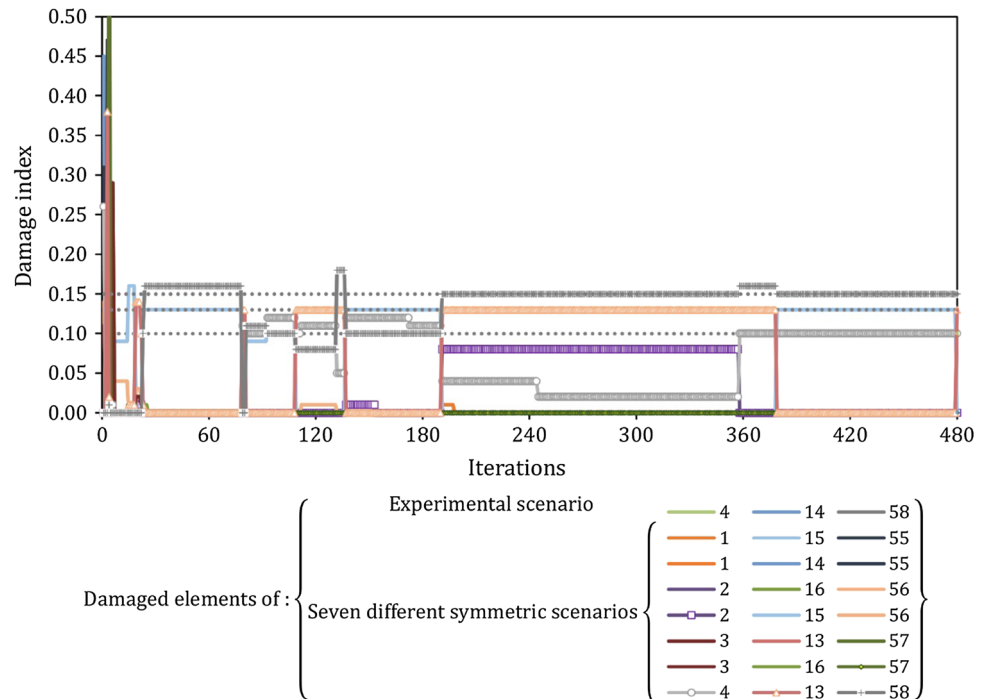 0.50
0.45
0.40
0.35
0.30
0.25
0.20
0.15
0.10
0.05
0.00
Damage index
0 60 120 180 240 300 360 420 480
Iterations
Experimental scenario
Damaged elements of :
Seven different symmetric scenarios
4 14 58
1 15 55
1 14 55
2 16 56
2 15 56
3 13 57
3 16 57
4 13 58